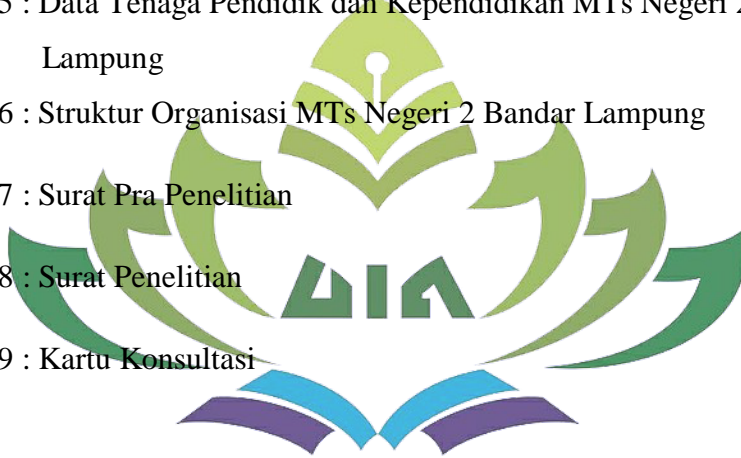 5 : Data Tenaga Pendidik dan Kependidikan MTs Negeri 2
Lampung
6 : Struktur Organisasi MTs Negeri 2 Bandar Lampung
7 : Surat Pra Penelitian
8 : Surat Penelitian
UIN
9 : Kartu Konsultasi